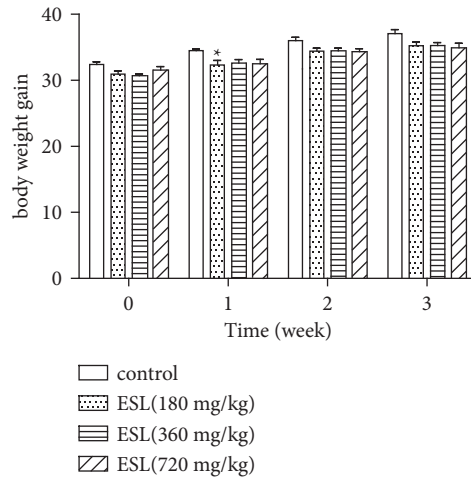 body weight gain
40
30
20
10
0
*
0 1 2 3
Time (week)
control
ESL(180 mg/kg)
ESL(360 mg/kg)
ESL(720 mg/kg)